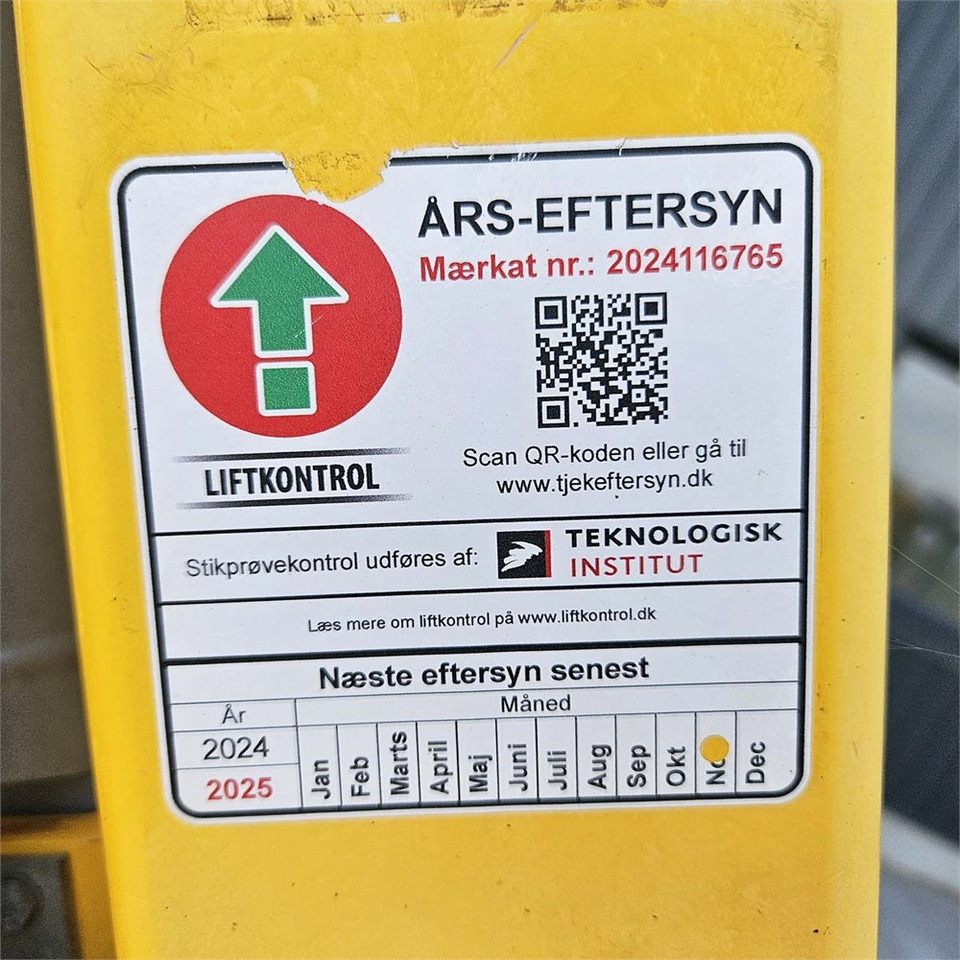 ÅRS-EFTERSYN
Mærkat nr.: 2024116765
Scan QR-koden eller gå til
www.tjekeftersyn.dk
LIFTKONTROL
Stikprøvekontrol udføres af:
TEKNOLOGISK
INSTITUT
Læs mere om liftkontrol på www.liftkontrol.dk
Næste eftersyn senest
År
Måned
2024
2025
Jan Feb Marts April Maj Juni Juli Aug Sep Okt Dec